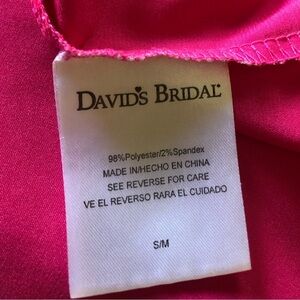 DAVID'S BRIDAL
98%Polyester/2%Spandex
MADE IN/HECHO EN CHINA
SEE REVERSE FOR CARE
VE EL REVERSO RARA EL CUIDADO
S/M